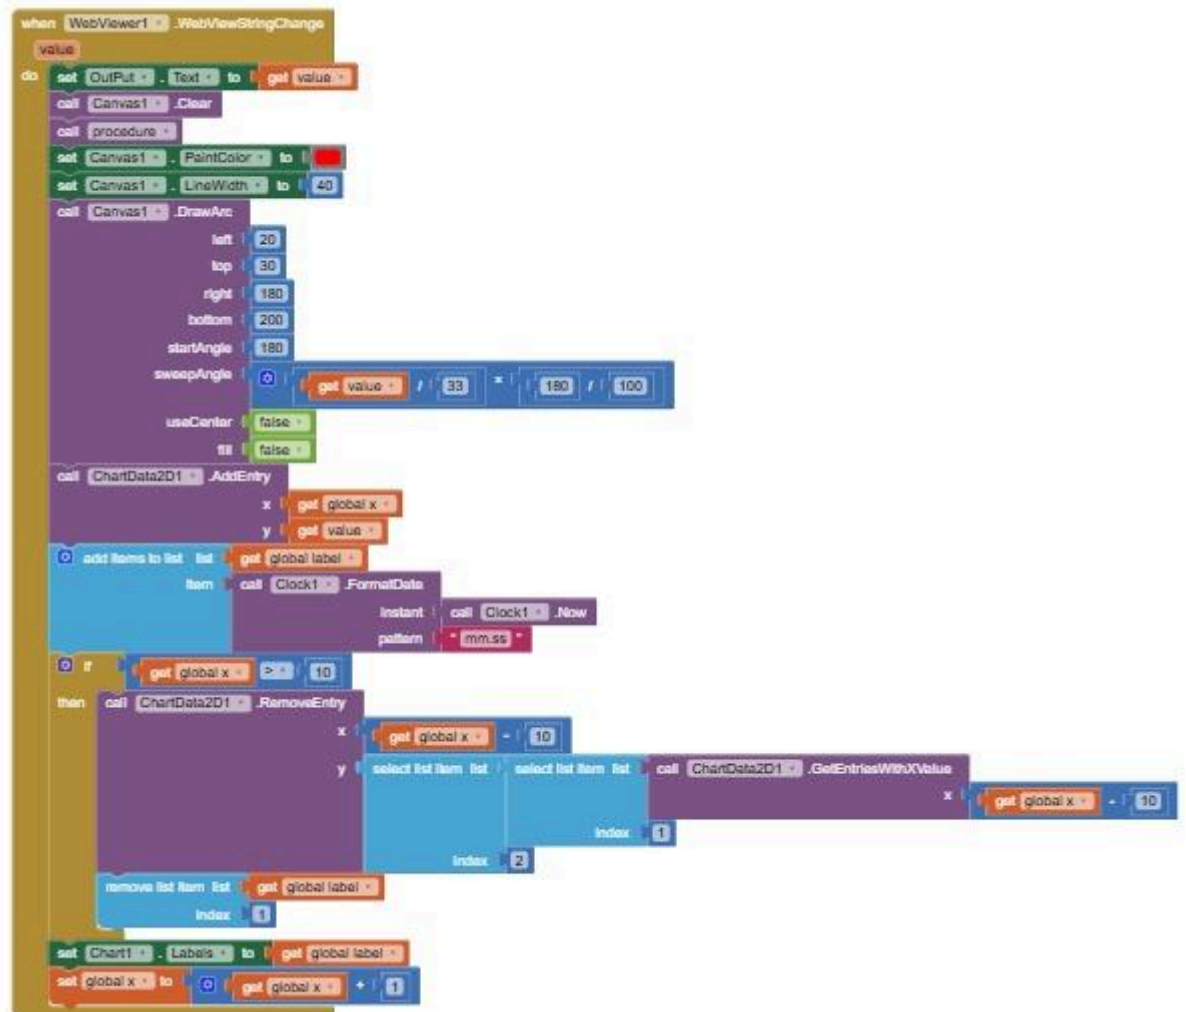 when WebViewer1 .WebViewStringChange
value
do set OutPut . Text to get value
call Canvas1 .Clear
call procedure
set Canvas1 . PaintColor to
set Canvas1 . LineWidth to 40
call Canvas1 .DrawArc
left 20
top 30
right 180
bottom 200
startAngle 180
sweepAngle get value / 33 × 180 / 100
useCenter false
fill false
call ChartData2D1 .AddEntry
x get global x
y get value
add items to list list get global label
item call Clock1 .FormatDate
instant call Clock1 .Now
pattern " mm.ss "
if get global x > 10
then call ChartData2D1 .RemoveEntry
x get global x - 10
y select list item list select list item list call ChartData2D1 .GetEntriesWithXValue
x get global x - 10
index 1
index 2
remove list item list get global label
index 1
set Chart1 . Labels to get global label
set global x to get global x + 1